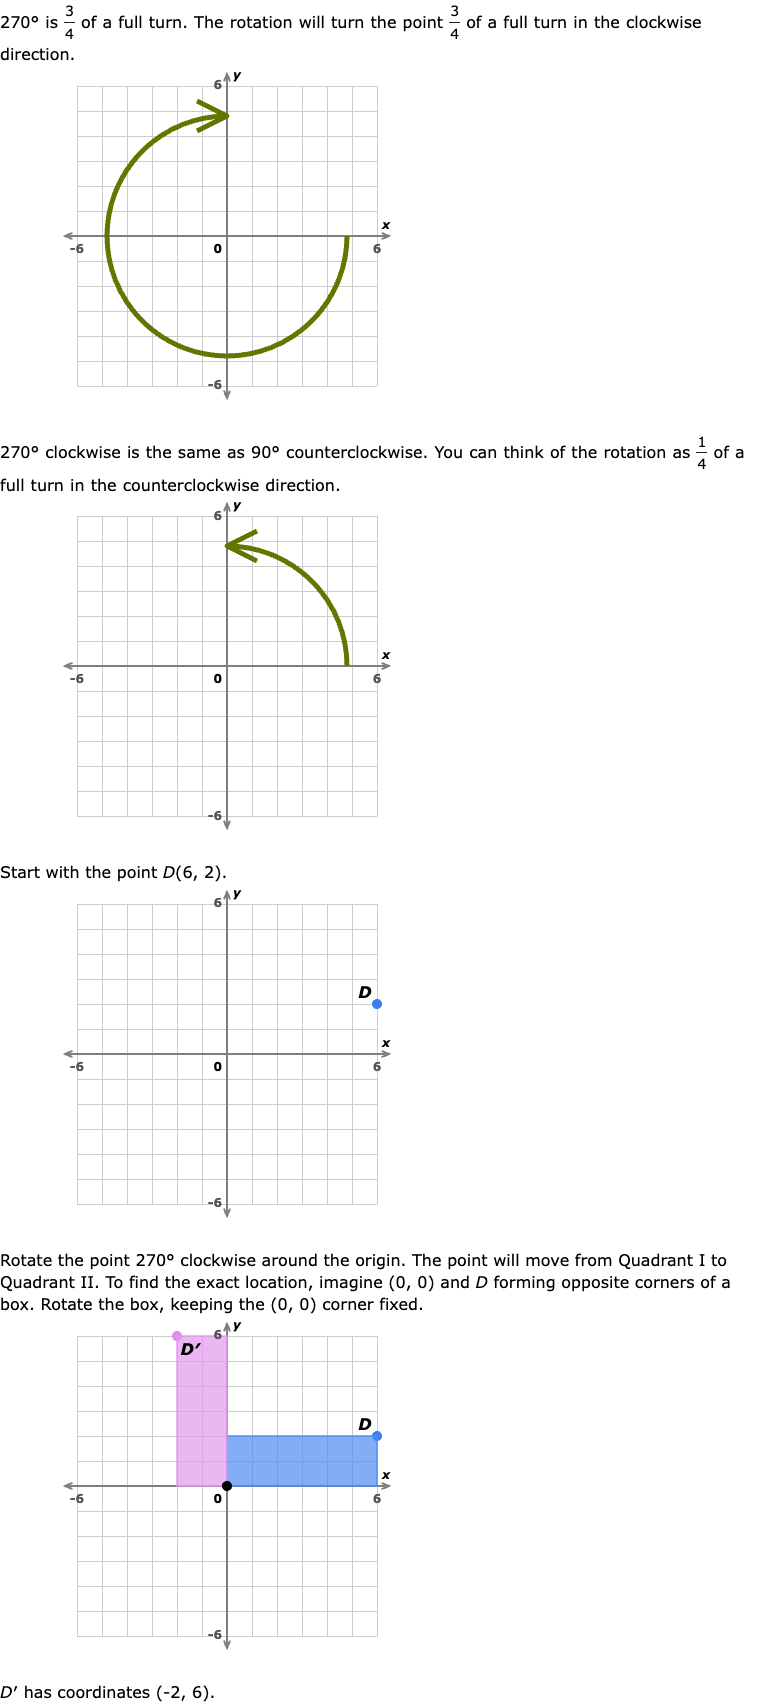 270° is 3/4 of a full turn. The rotation will turn the point 3/4 of a full turn in the clockwise
direction.
6 y
x
-6 0 6
-6
270° clockwise is the same as 90° counterclockwise. You can think of the rotation as 1/4 of a
full turn in the counterclockwise direction.
6 y
x
-6 0 6
-6
Start with the point D(6, 2).
6 y
D
x
-6 0 6
-6
Rotate the point 270° clockwise around the origin. The point will move from Quadrant I to
Quadrant II. To find the exact location, imagine (0, 0) and D forming opposite corners of a
box. Rotate the box, keeping the (0, 0) corner fixed.
6 y
D′
D
x
-6 0 6
-6
D′ has coordinates (-2, 6).